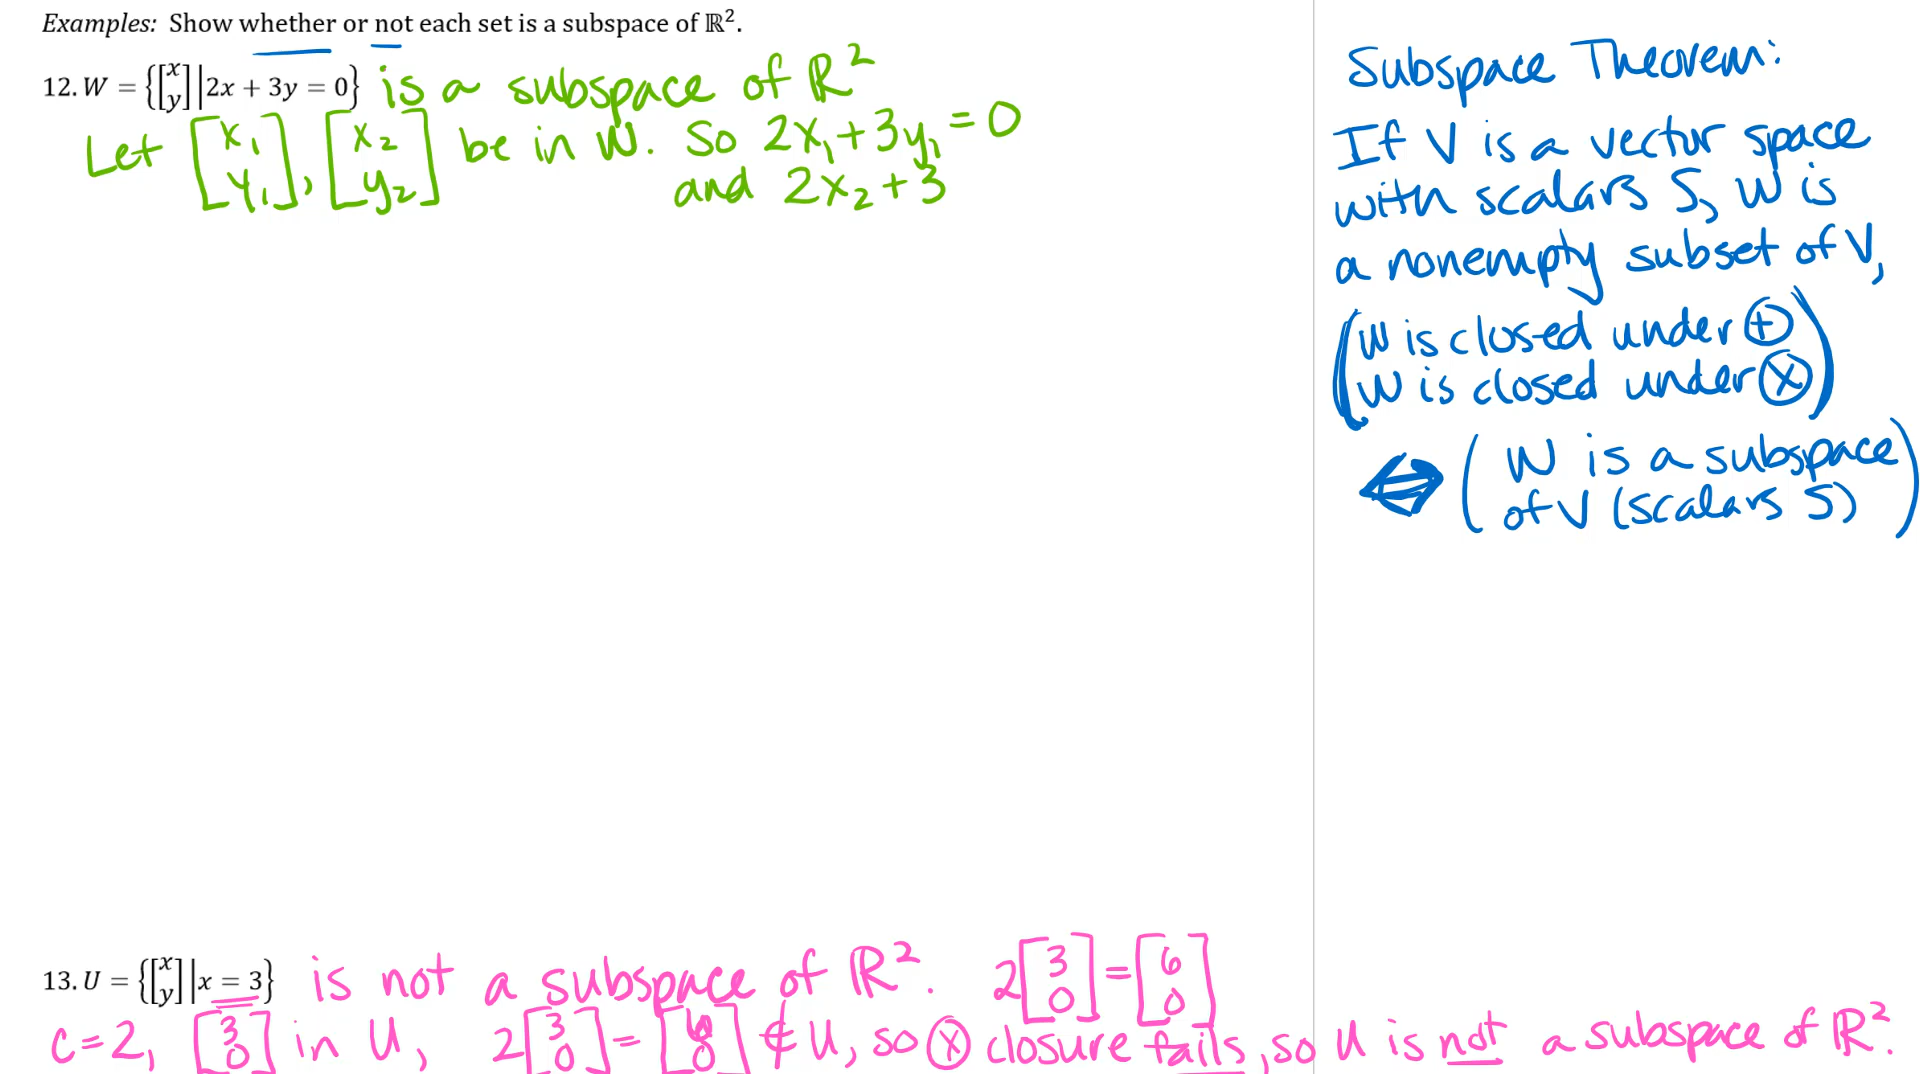 Examples: Show whether or not each set is a subspace of ℝ².
12. W = {[x y] | 2x + 3y = 0} is a subspace of ℝ²
Let [x₁ y₁], [x₂ y₂] be in W. So 2x₁ + 3y₁ = 0
and 2x₂ + 3
13. U = {[x y] | x = 3} is not a subspace of ℝ². 2[3 0] = [6 0]
c = 2, [3 0] in U, 2[3 0] = [6 0] ∉ U, so ⊗ closure fails, so U is not a subspace of ℝ².
Subspace Theorem:
If V is a vector space
with scalars S, W is
a nonempty subset of V,
(W is closed under ⊕
W is closed under ⊗)
⇔ (W is a subspace
of V (scalars S))